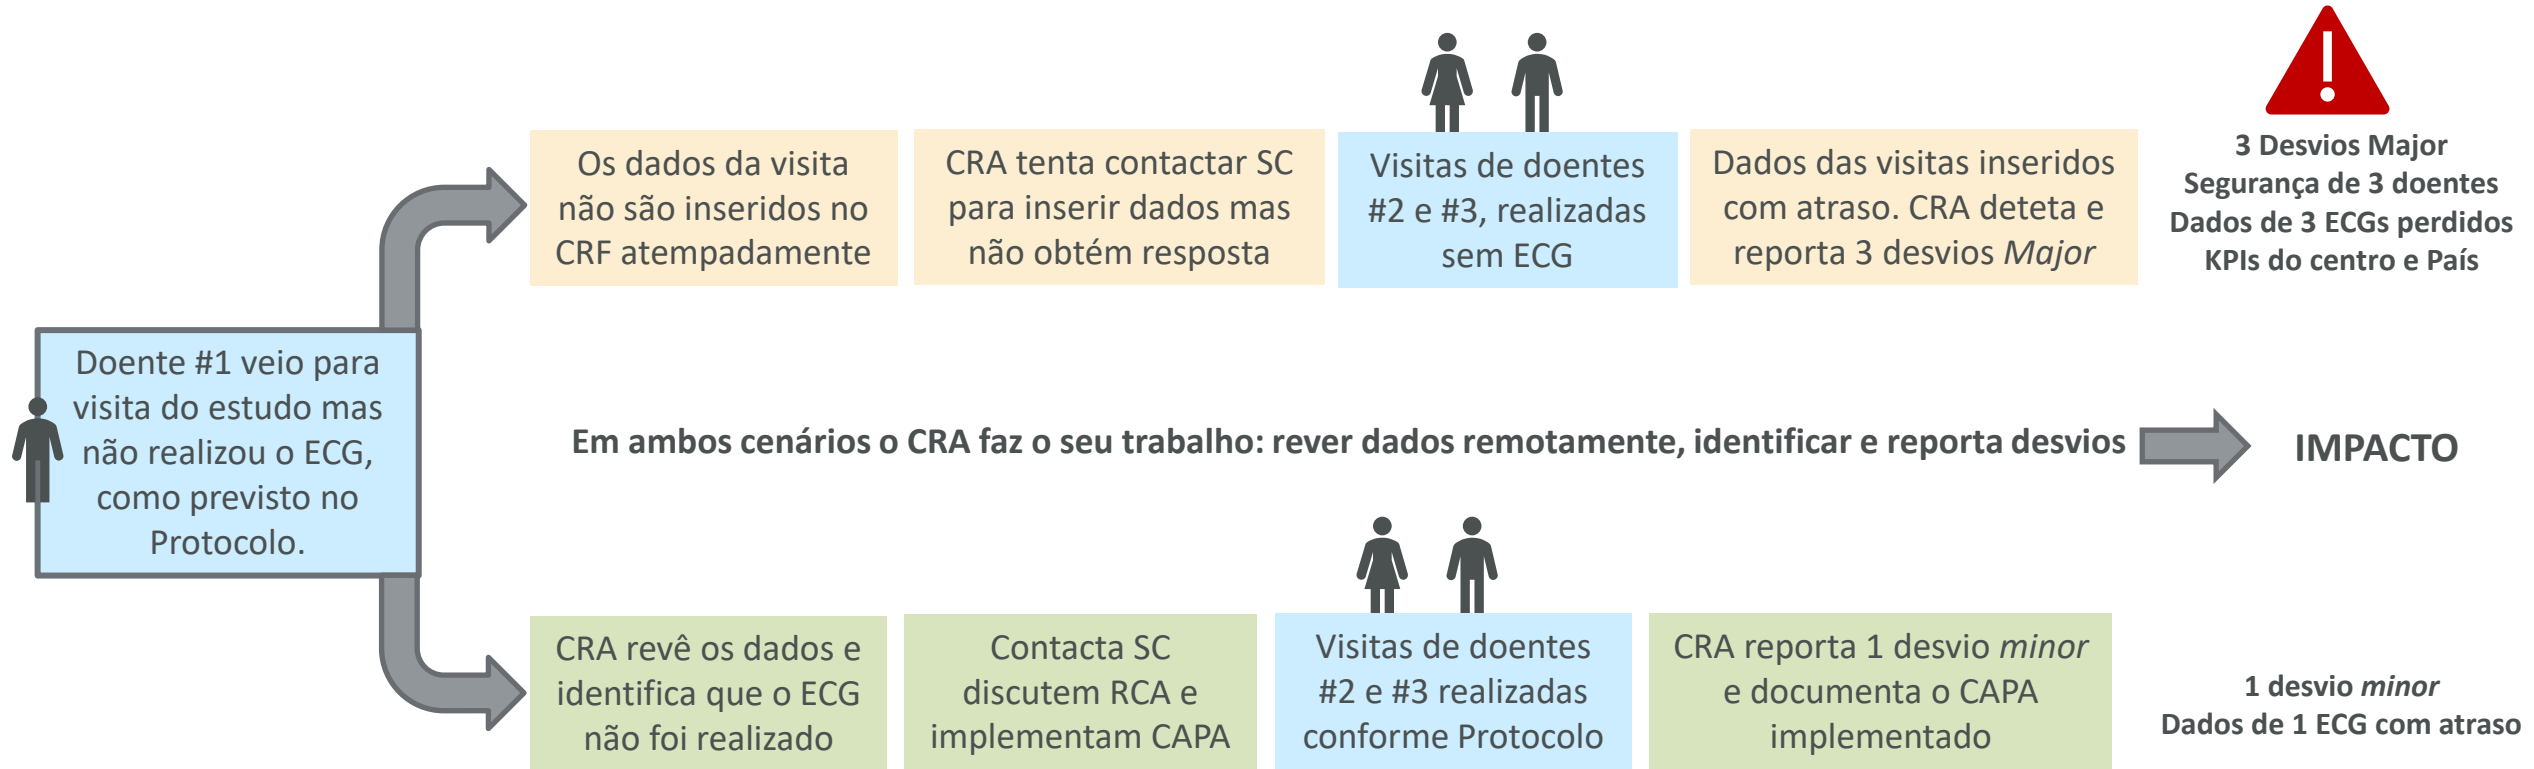 Doente #1 veio para
visita do estudo mas
não realizou o ECG,
como previsto no
Protocolo.
Os dados da visita
não são inseridos no
CRF atempadamente
CRA tenta contactar SC
para inserir dados mas
não obtém resposta
Visitas de doentes
#2 e #3, realizadas
sem ECG
Dados das visitas inseridos
com atraso. CRA deteta e
reporta 3 desvios Major
3 Desvios Major
Segurança de 3 doentes
Dados de 3 ECGs perdidos
KPIs do centro e País
Em ambos cenários o CRA faz o seu trabalho: rever dados remotamente, identificar e reporta desvios
IMPACTO
CRA revê os dados e
identifica que o ECG
não foi realizado
Contacta SC
discutem RCA e
implementam CAPA
Visitas de doentes
#2 e #3 realizadas
conforme Protocolo
CRA reporta 1 desvio minor
e documenta o CAPA
implementado
1 desvio minor
Dados de 1 ECG com atraso